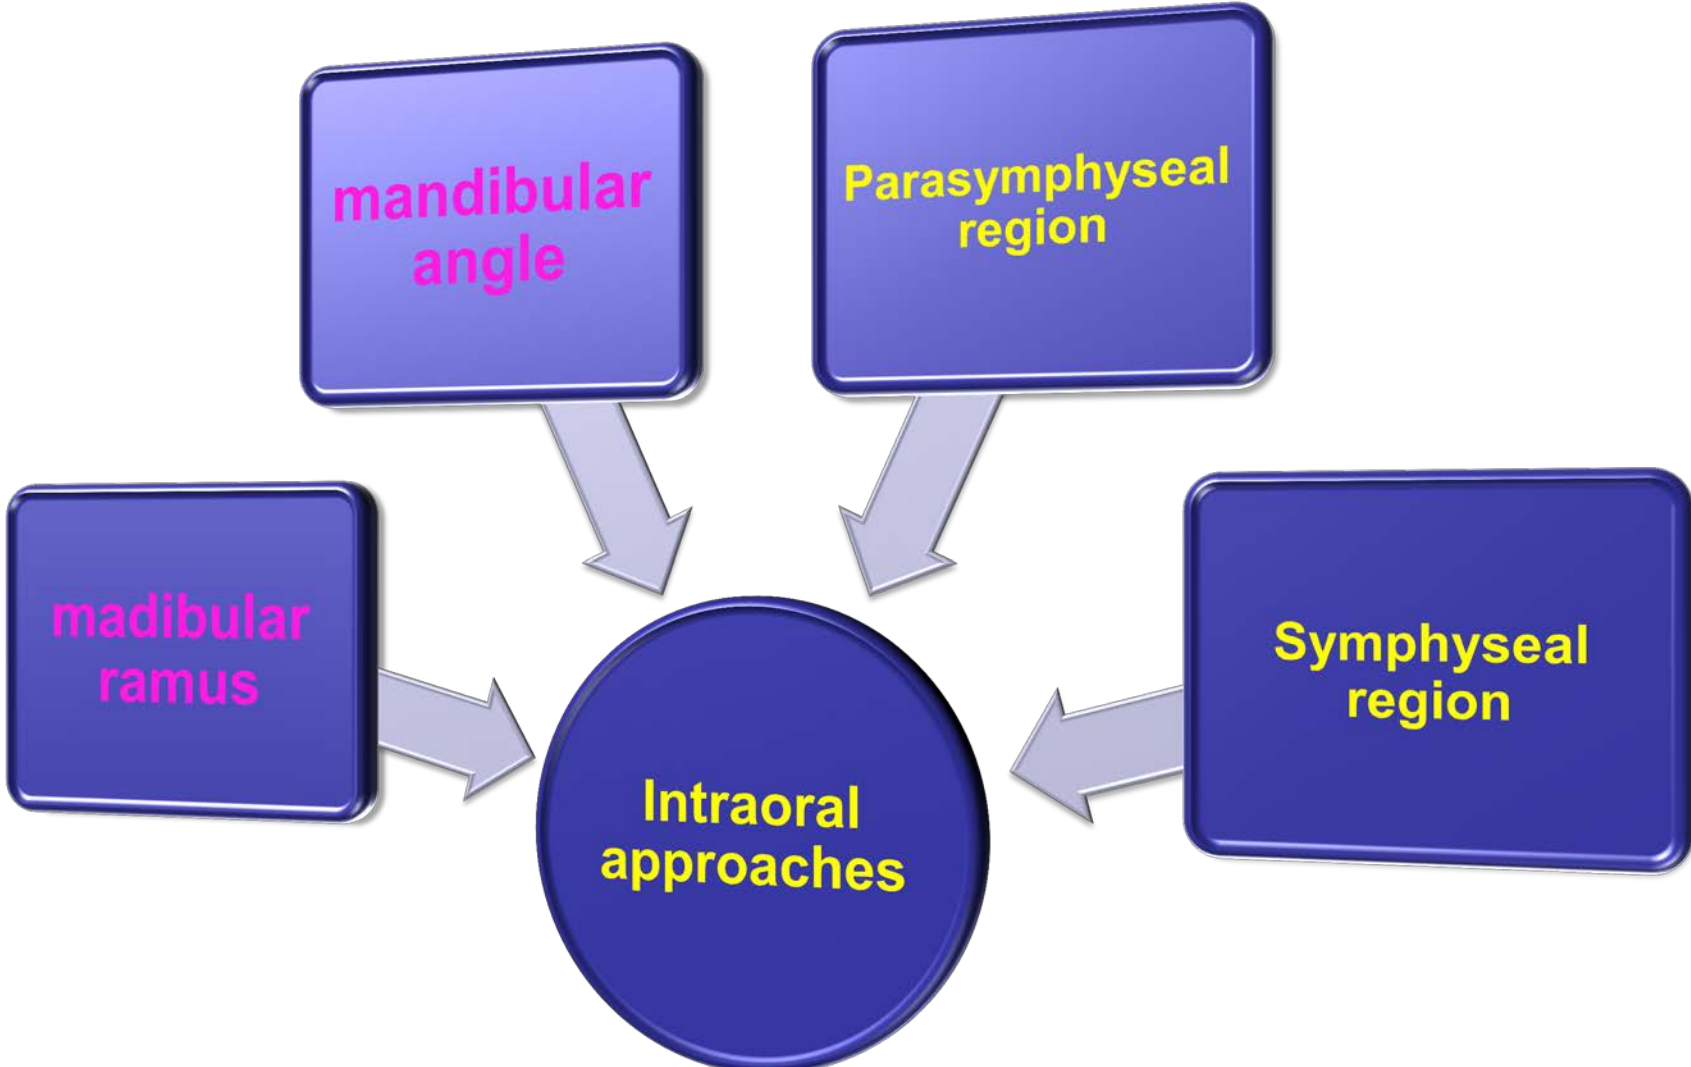 mandibular
angle
Parasymphyseal
region
madibular
ramus
Symphyseal
region
Intraoral
approaches